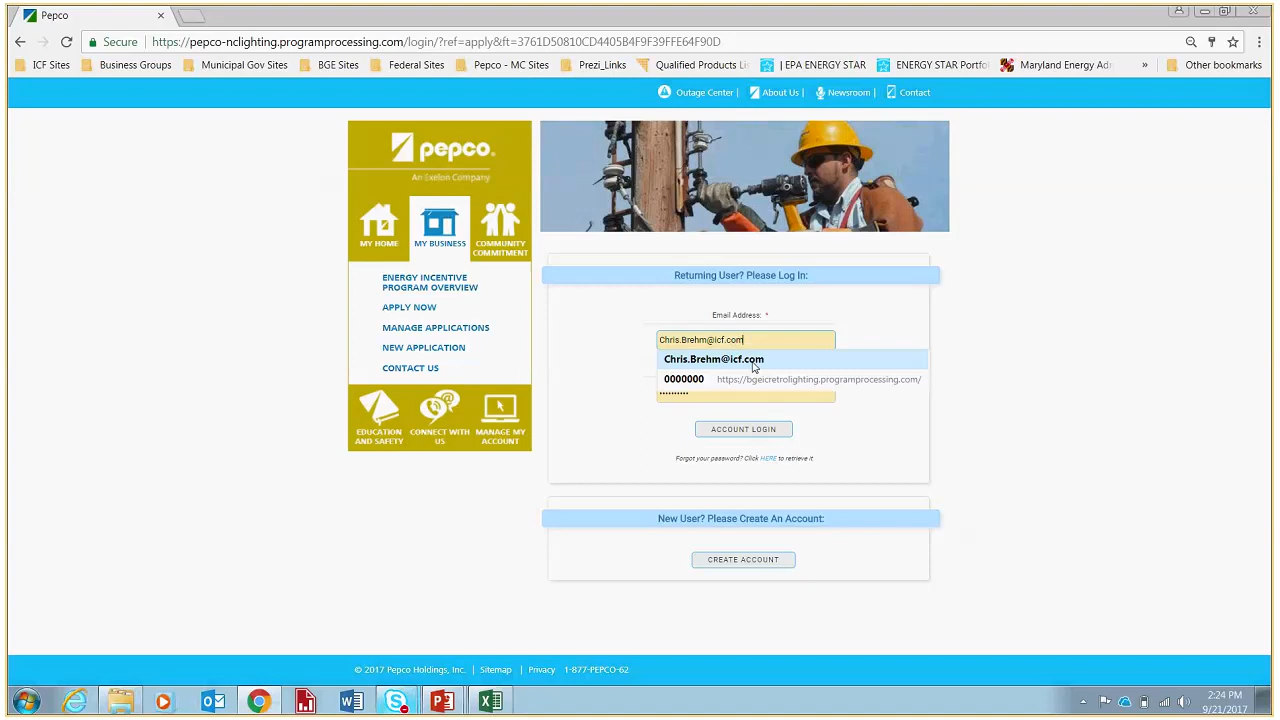 Pepco
Secure
https://pepco-nclighting.programprocessing.com/login/?ref=apply&ft=3761D50810CD4405B4F9F39FFE64F90D
ICF Sites
Business Groups
Municipal Gov Sites
BGE Sites
Federal Sites
Pepco - MC Sites
Prezi_Links
Qualified Products Li
| EPA ENERGY STAR
ENERGY STAR Portfol
Maryland Energy Adr
»
Other bookmarks
Outage Center |
About Us |
Newsroom |
Contact
pepco.
An Exelon Company
MY HOME
MY BUSINESS
COMMUNITY
COMMITMENT
ENERGY INCENTIVE
PROGRAM OVERVIEW
APPLY NOW
MANAGE APPLICATIONS
NEW APPLICATION
CONTACT US
EDUCATION
AND SAFETY
CONNECT WITH
US
MANAGE MY
ACCOUNT
Returning User? Please Log In:
Email Address: *
Chris.Brehm@icf.com
Chris.Brehm@icf.com
0000000 https://bgeicretrolighting.programprocessing.com/
••••••••••
ACCOUNT LOGIN
Forgot your password? Click HERE to retrieve it
New User? Please Create An Account:
CREATE ACCOUNT
© 2017 Pepco Holdings, Inc. | Sitemap | Privacy 1-877-PEPCO-62
2:24 PM
9/21/2017